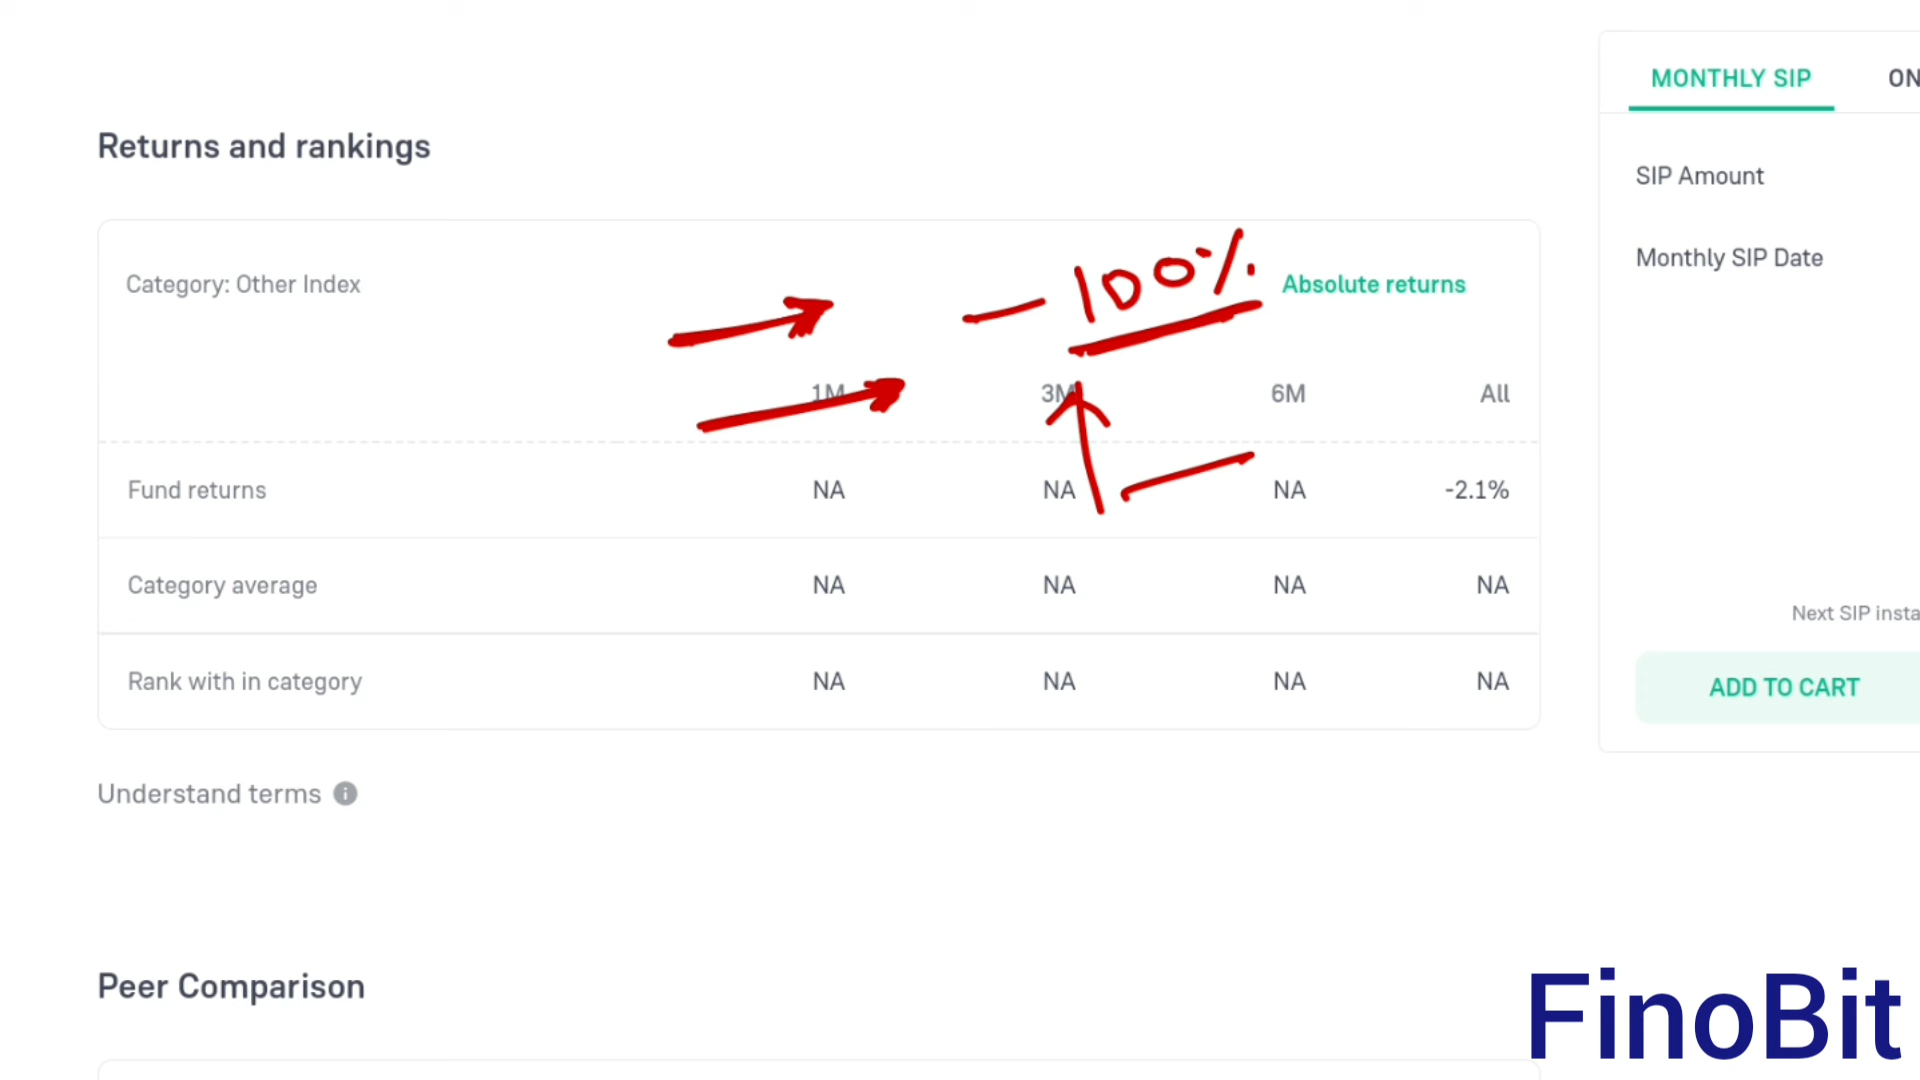 MONTHLY SIP ON
Returns and rankings
SIP Amount
Monthly SIP Date
Category: Other Index
- 100%
Absolute returns
1M 3M 6M All
Fund returns NA NA NA -2.1%
Category average NA NA NA NA
Next SIP insta
Rank with in category NA NA NA NA
ADD TO CART
Understand terms
Peer Comparison
FinoBit